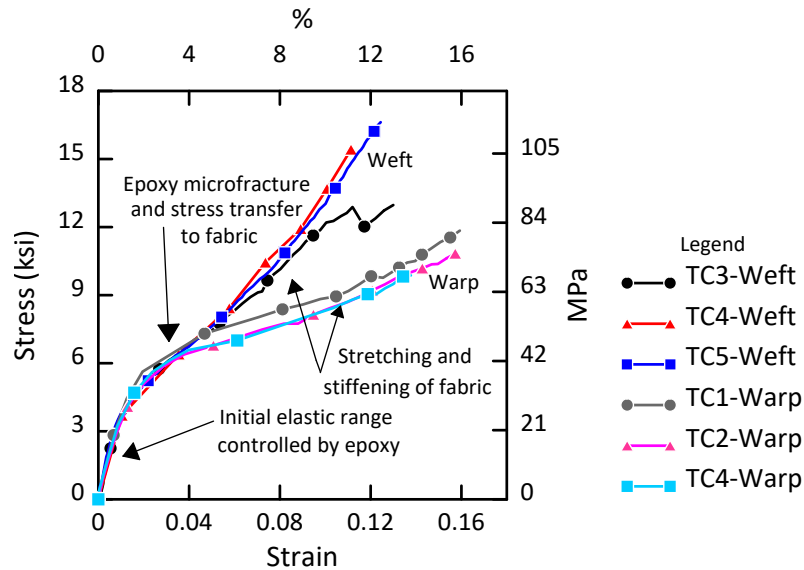 %
0 4 8 12 16
18
15
12
9
6
3
0
Stress (ksi)
105
84
63
42
21
0
MPa
Weft
Epoxy microfracture
and stress transfer
to fabric
Warp
Stretching and
stiffening of fabric
Initial elastic range
controlled by epoxy
0 0.04 0.08 0.12 0.16
Strain
Legend
TC3-Weft
TC4-Weft
TC5-Weft
TC1-Warp
TC2-Warp
TC4-Warp